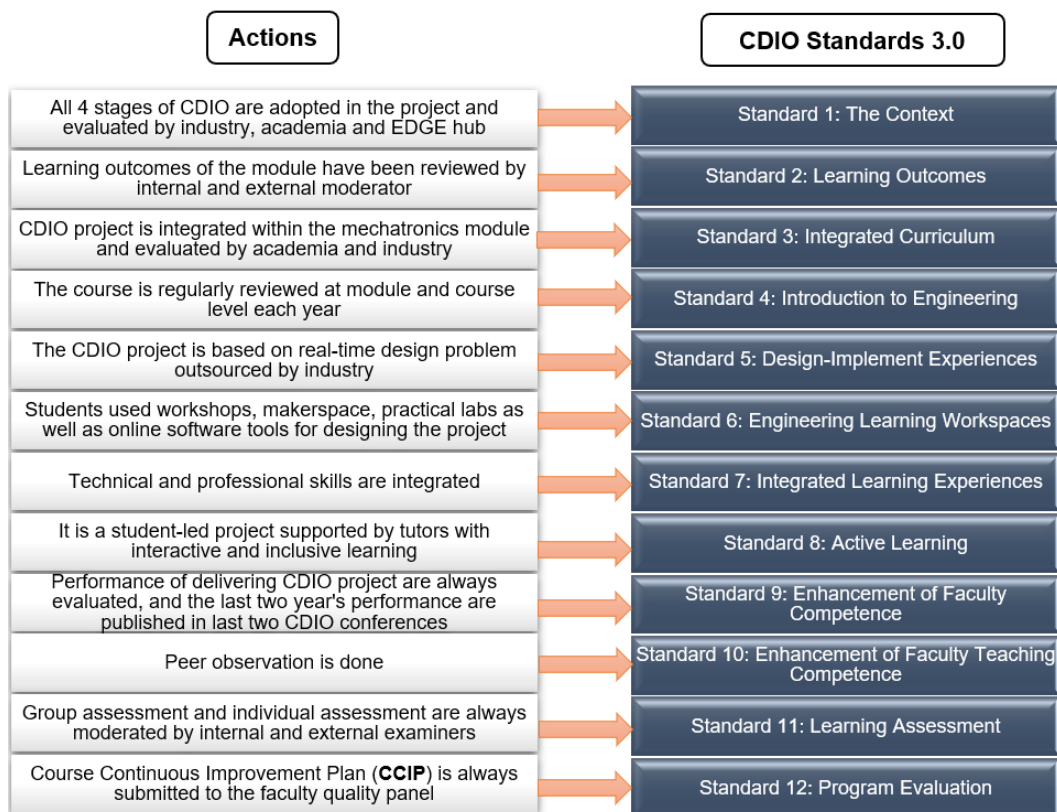 Actions
CDIO Standards 3.0
All 4 stages of CDIO are adopted in the project and
evaluated by industry, academia and EDGE hub
Standard 1: The Context
Learning outcomes of the module have been reviewed by
internal and external moderator
Standard 2: Learning Outcomes
CDIO project is integrated within the mechatronics module
and evaluated by academia and industry
Standard 3: Integrated Curriculum
The course is regularly reviewed at module and course
level each year
Standard 4: Introduction to Engineering
The CDIO project is based on real-time design problem
outsourced by industry
Standard 5: Design-Implement Experiences
Students used workshops, makerspace, practical labs as
well as online software tools for designing the project
Standard 6: Engineering Learning Workspaces
Technical and professional skills are integrated
Standard 7: Integrated Learning Experiences
It is a student-led project supported by tutors with
interactive and inclusive learning
Standard 8: Active Learning
Performance of delivering CDIO project are always
evaluated, and the last two year's performance are
published in last two CDIO conferences
Standard 9: Enhancement of Faculty
Competence
Peer observation is done
Standard 10: Enhancement of Faculty Teaching
Competence
Group assessment and individual assessment are always
moderated by internal and external examiners
Standard 11: Learning Assessment
Course Continuous Improvement Plan (CCIP) is always
submitted to the faculty quality panel
Standard 12: Program Evaluation